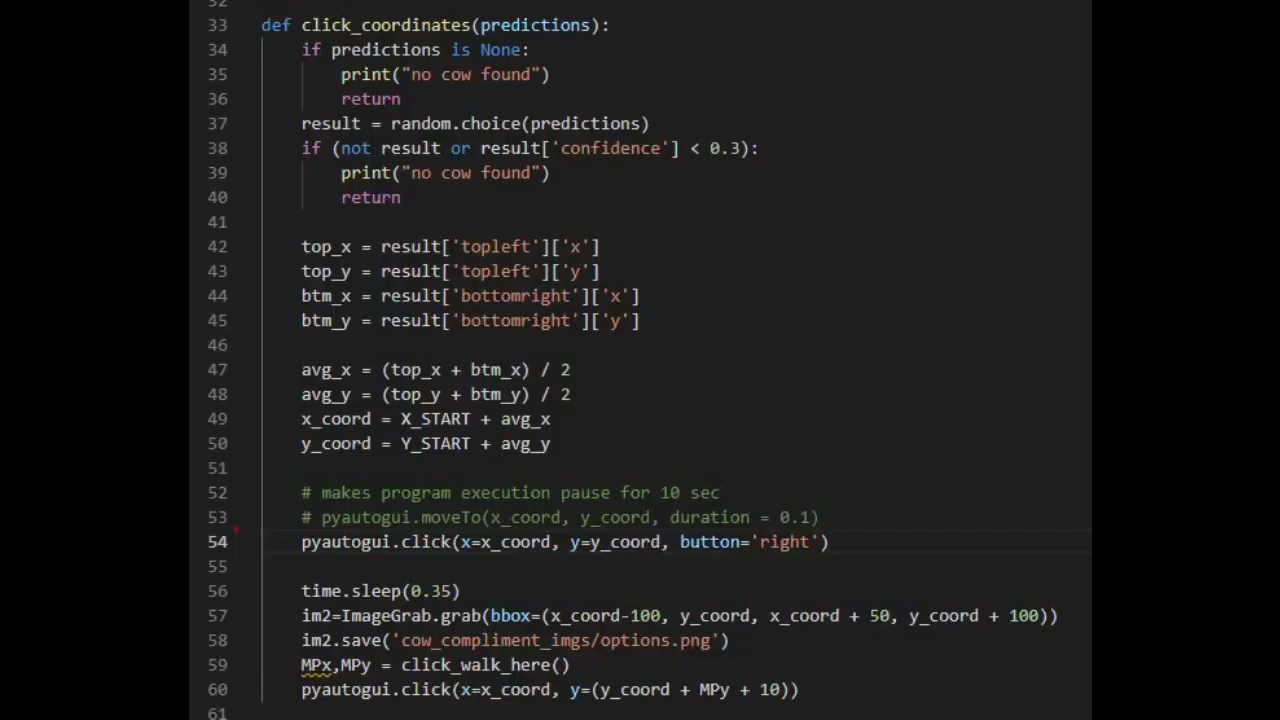 32
33 def click_coordinates(predictions):
34     if predictions is None:
35         print("no cow found")
36         return
37     result = random.choice(predictions)
38     if (not result or result['confidence'] < 0.3):
39         print("no cow found")
40         return
41
42     top_x = result['topleft']['x']
43     top_y = result['topleft']['y']
44     btm_x = result['bottomright']['x']
45     btm_y = result['bottomright']['y']
46
47     avg_x = (top_x + btm_x) / 2
48     avg_y = (top_y + btm_y) / 2
49     x_coord = X_START + avg_x
50     y_coord = Y_START + avg_y
51
52     # makes program execution pause for 10 sec
53     # pyautogui.moveTo(x_coord, y_coord, duration = 0.1)
54     pyautogui.click(x=x_coord, y=y_coord, button='right')
55
56     time.sleep(0.35)
57     im2=ImageGrab.grab(bbox=(x_coord-100, y_coord, x_coord + 50, y_coord + 100))
58     im2.save('cow_compliment_imgs/options.png')
59     MPx,MPy = click_walk_here()
60     pyautogui.click(x=x_coord, y=(y_coord + MPy + 10))
61